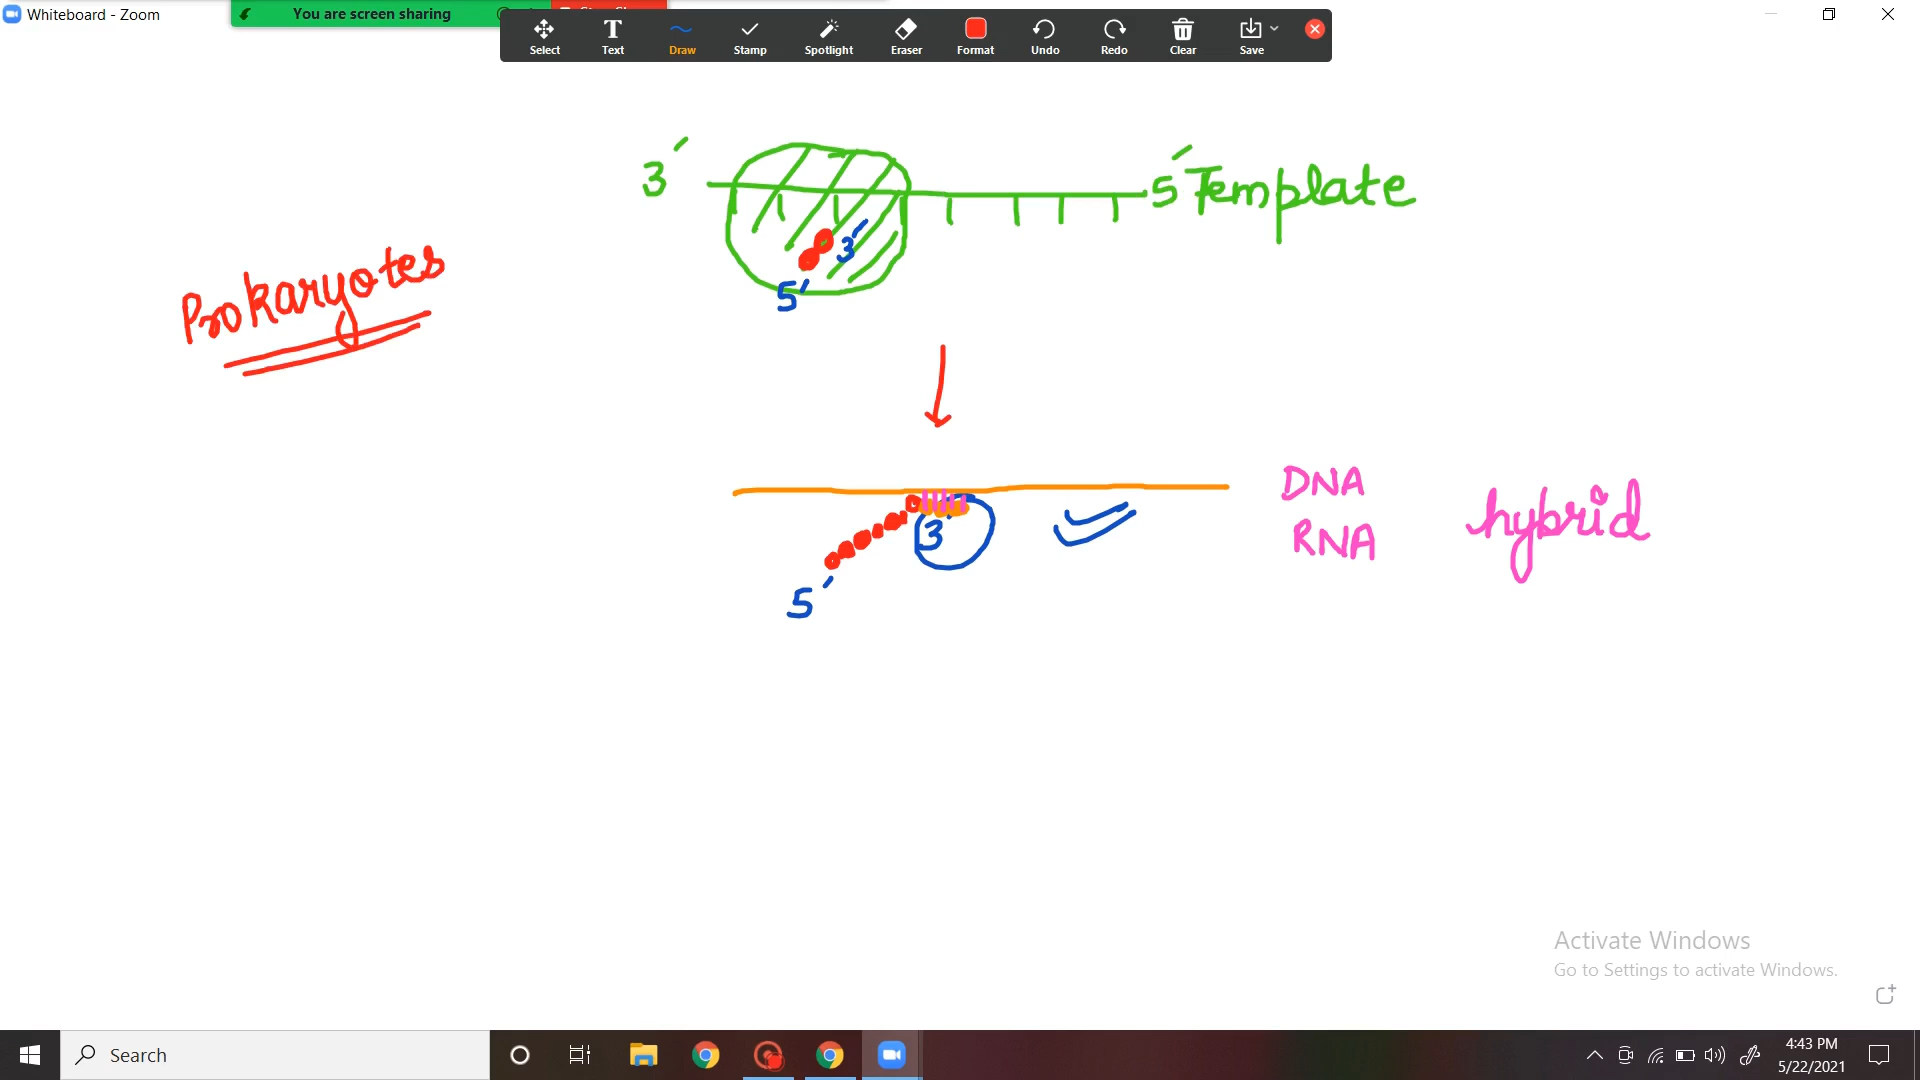 Whiteboard - Zoom
You are screen sharing
Select Text Draw Stamp Spotlight Eraser Format Undo Redo Clear Save
3´
5´ Template
3´
5´
Prokaryotes
DNA
RNA
hybrid
3´
5´
Activate Windows
Go to Settings to activate Windows.
Search
4:43 PM
5/22/2021